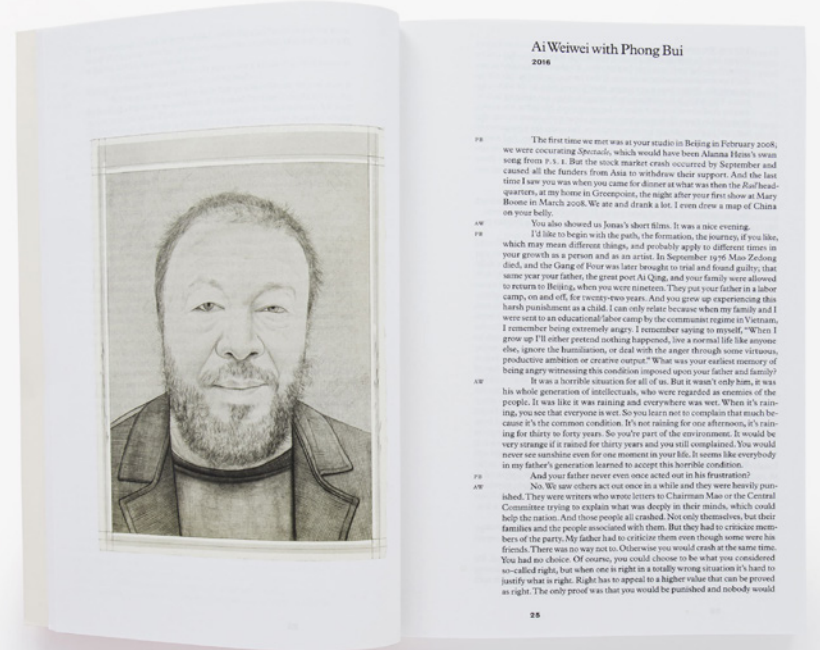 Ai Weiwei with Phong Bui
2016
PB The first time we met was at your studio in Beijing in February 2008;
we were cocurating Spectacle, which would have been Alanna Heiss's swan
song from P.S. 1. But the stock market crash occurred by September and
caused all the funders from Asia to withdraw their support. And the last
time I saw you was when you came for dinner at what was then the Rail head-
quarters, at my home in Greenpoint, the night after your first show at Mary
Boone in March 2008. We ate and drank a lot. I even drew a map of China
on your belly.
AW You also showed us Jonas's short films. It was a nice evening.
PB I'd like to begin with the path, the formation, the journey, if you like,
which may mean different things, and probably apply to different times in
your growth as a person and as an artist. In September 1976 Mao Zedong
died, and the Gang of Four was later brought to trial and found guilty; that
same year your father, the great poet Ai Qing, and your family were allowed
to return to Beijing, when you were nineteen. They put your father in a labor
camp, on and off, for twenty-two years. And you grew up experiencing this
harsh punishment as a child. I can only relate because when my family and I
were sent to an educational/labor camp by the communist regime in Vietnam,
I remember being extremely angry. I remember saying to myself, "When I
grow up I'll either pretend nothing happened, live a normal life like anyone
else, ignore the humiliation, or deal with the anger through some virtuous,
productive ambition or creative output." What was your earliest memory of
being angry witnessing this condition imposed upon your father and family?
AW It was a horrible situation for all of us. But it wasn't only him, it was
his whole generation of intellectuals, who were regarded as enemies of the
people. It was like it was raining and everywhere was wet. When it's rain-
ing, you see that everyone is wet. So you learn not to complain that much be-
cause it's the common condition. It's not raining for one afternoon, it's rain-
ing for thirty to forty years. So you're part of the environment. It would be
very strange if it rained for thirty years and you still complained. You would
never see sunshine even for one moment in your life. It seems like everybody
in my father's generation learned to accept this horrible condition.
PB And your father never even once acted out in his frustration?
AW No. We saw others act out once in a while and they were heavily pun-
ished. They were writers who wrote letters to Chairman Mao or the Central
Committee trying to explain what was deeply in their minds, which could
help the nation. And those people all crashed. Not only themselves, but their
families and the people associated with them. But they had to criticize mem-
bers of the party. My father had to criticize them even though some were his
friends. There was no way not to. Otherwise you would crash at the same time.
You had no choice. Of course, you could choose to be what you considered
so-called right, but when one is right in a totally wrong situation it's hard to
justify what is right. Right has to appeal to a higher value that can be proved
as right. The only proof was that you would be punished and nobody would
25